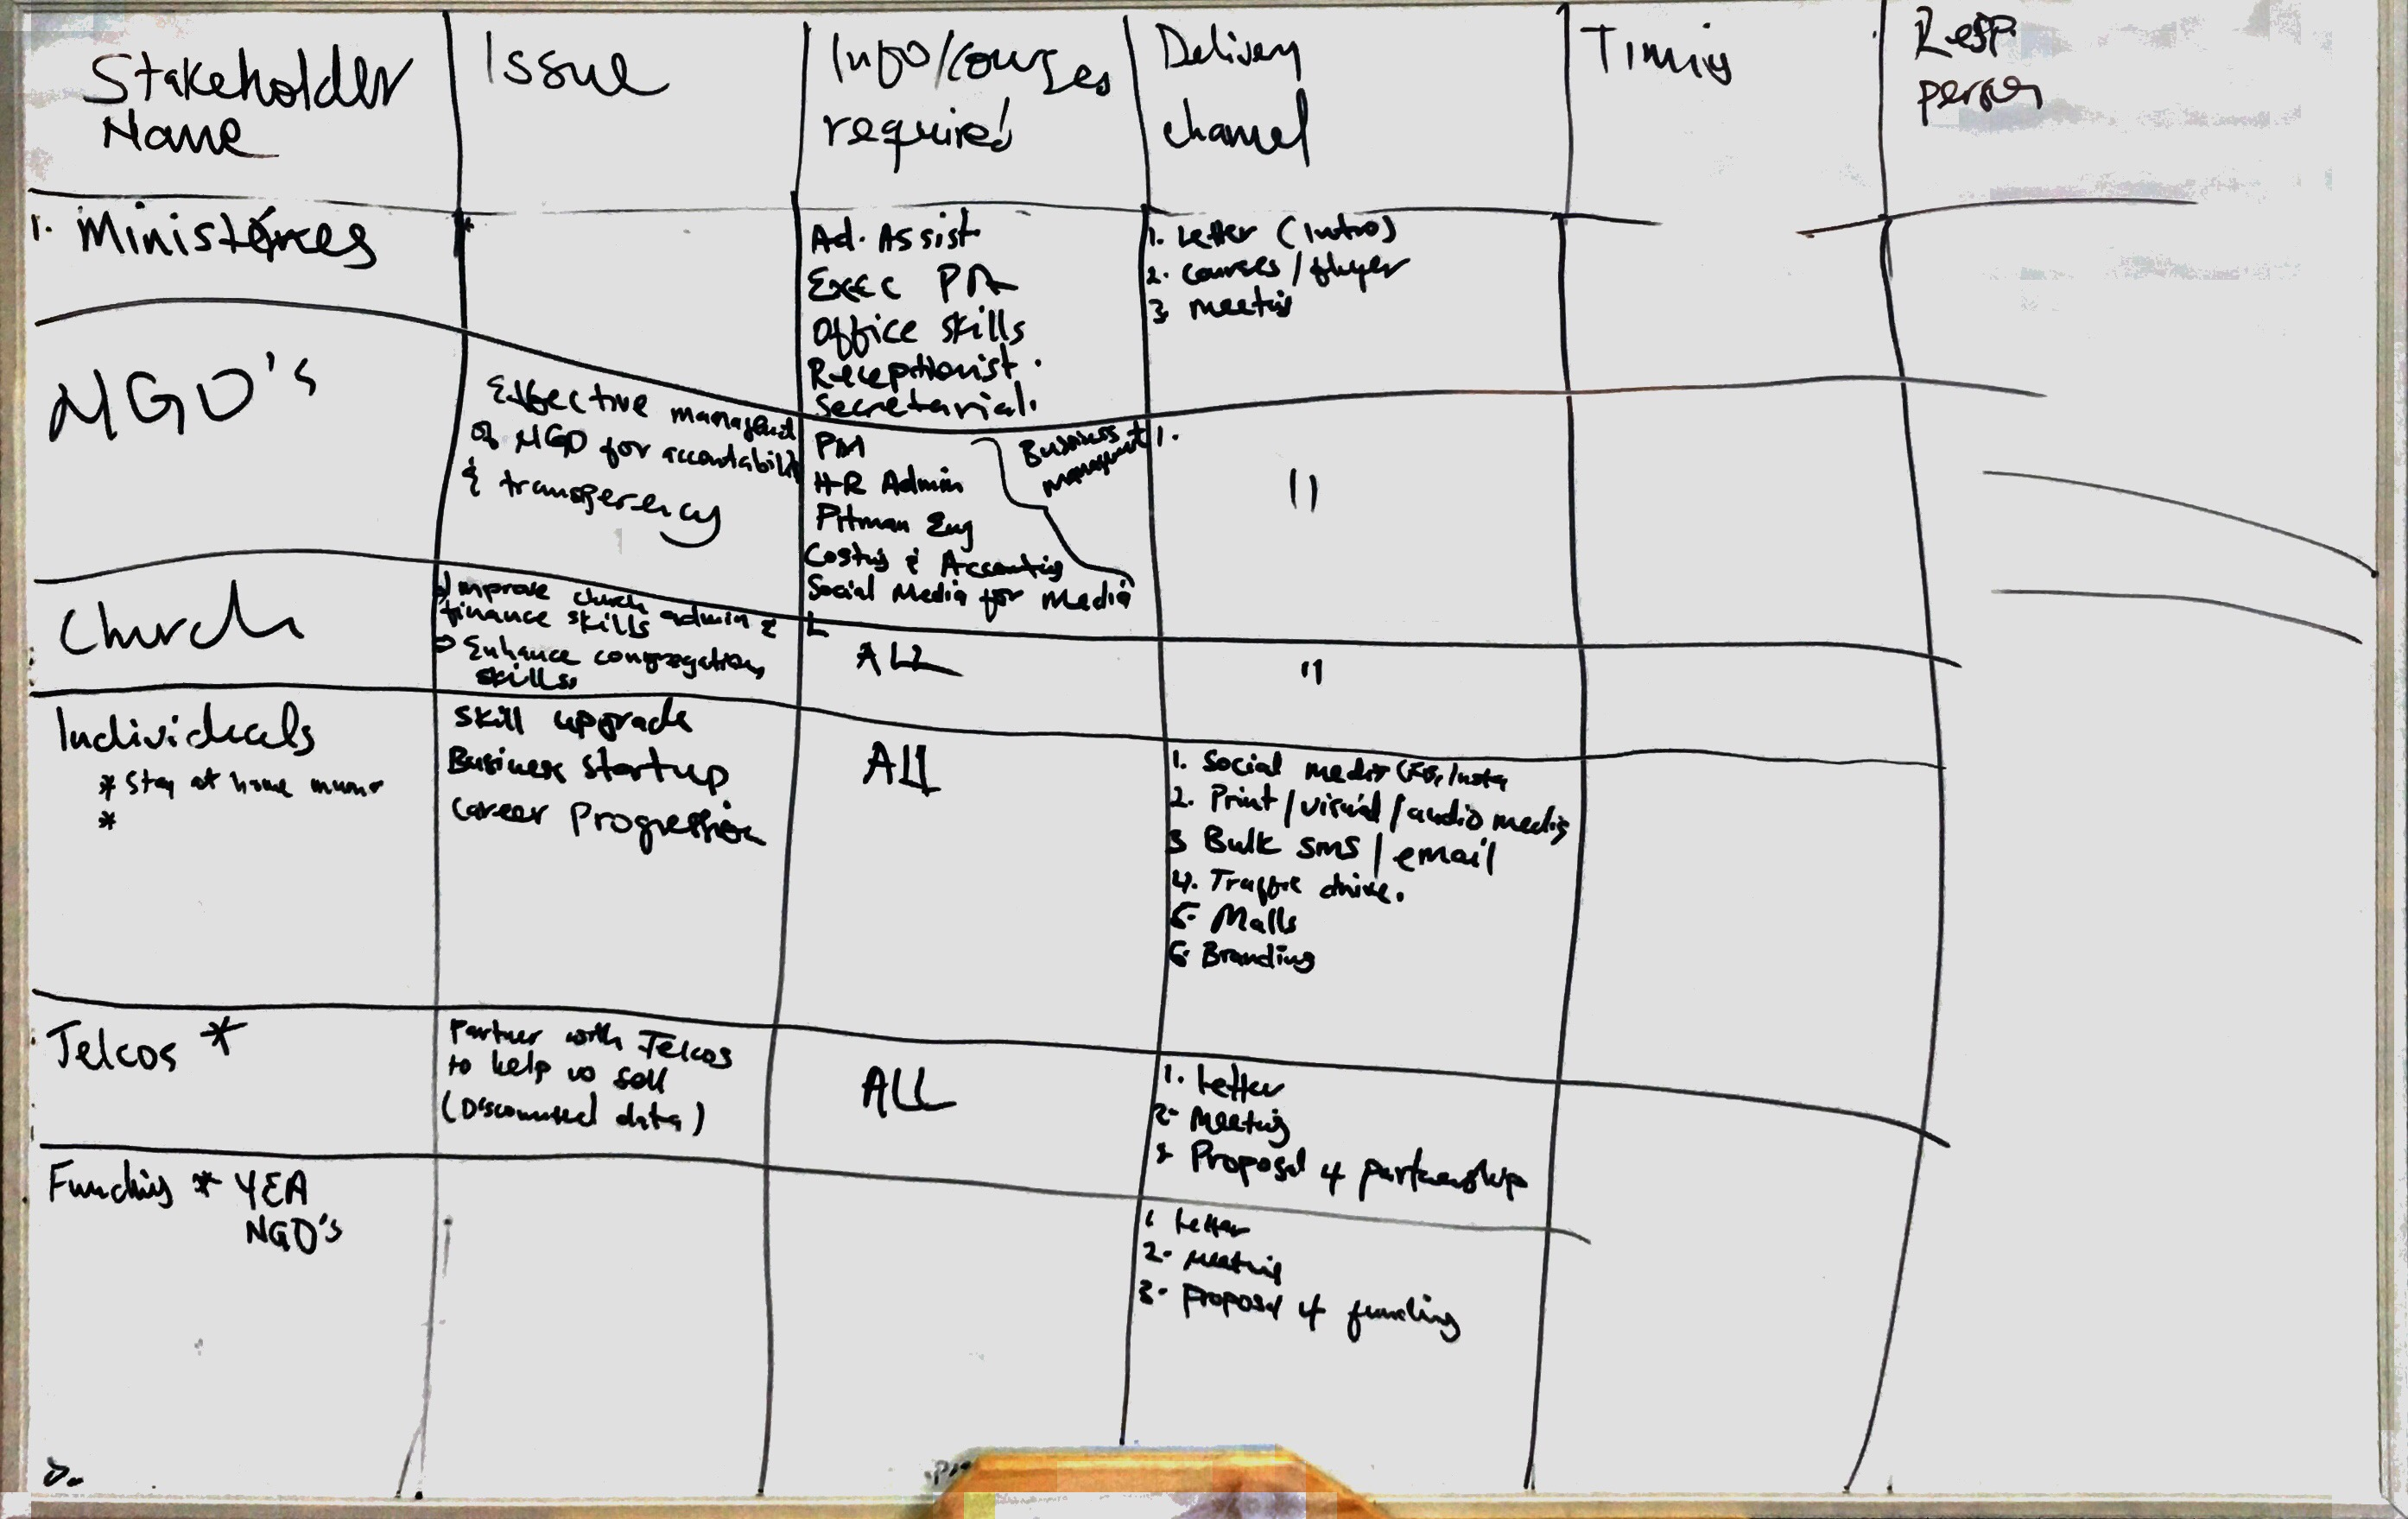 Stakeholder
Name
Issue
Info/courses
required
Delivery
channel
Timing
Resp.
person
1. Ministeries
*
Ad. Assist.
Exec PA
Office skills
Receptionist.
Secretarial.
1. Letter (Intro)
2. Courses/fluyer
3. Meeting
NGO's
Effective managment
of NGO for accountability
& transperency
PM
HR Admin
Pitman Eng
Costing & Accounting
Social Media for Media
Business
management
1.
"
Church
Improve church admin &
finance skills
Enhance congregations
skills.
ALL
"
Individuals
* Stay at home mums
*
Skill upgrade
Business startup
Career Progression
ALL
1. Social media (FB, Insta,
2. Print/visual/audio media
3 Bulk sms/email
4. Traffic drive.
5. Malls
6. Branding
Telcos *
Partner with Telcos
to help us sell
(Discounted data)
ALL
1. Letter
2. Meeting
3 Proposal 4 partnership
Funding * YEA
NGO's
1 Letter
2. Meeting
3. Proposal 4 funding